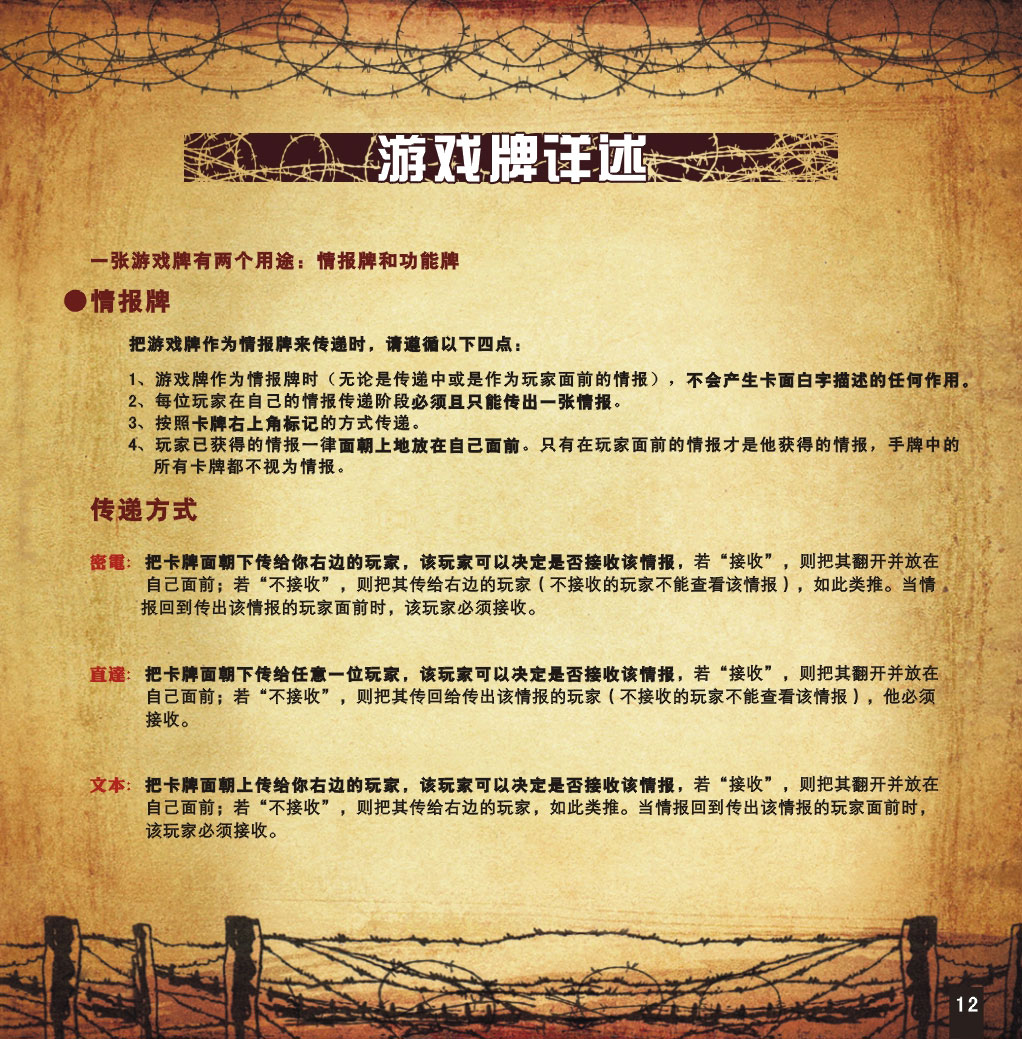 游戏牌详述
一张游戏牌有两个用途：情报牌和功能牌
●情报牌
把游戏牌作为情报牌来传递时，请遵循以下四点：
1、游戏牌作为情报牌时（无论是传递中或是作为玩家面前的情报），不会产生卡面白字描述的任何作用。
2、每位玩家在自己的情报传递阶段必须且只能传出一张情报。
3、按照卡牌右上角标记的方式传递。
4、玩家已获得的情报一律面朝上地放在自己面前。只有在玩家面前的情报才是他获得的情报，手牌中的
所有卡牌都不视为情报。
传递方式
密電：把卡牌面朝下传给你右边的玩家，该玩家可以决定是否接收该情报，若“接收”，则把其翻开并放在
自己面前；若“不接收”，则把其传给右边的玩家（不接收的玩家不能查看该情报），如此类推。当情
报回到传出该情报的玩家面前时，该玩家必须接收。
直達：把卡牌面朝下传给任意一位玩家，该玩家可以决定是否接收该情报，若“接收”，则把其翻开并放在
自己面前；若“不接收”，则把其传回给传出该情报的玩家（不接收的玩家不能查看该情报），他必须
接收。
文本：把卡牌面朝上传给你右边的玩家，该玩家可以决定是否接收该情报，若“接收”，则把其翻开并放在
自己面前；若“不接收”，则把其传给右边的玩家，如此类推。当情报回到传出该情报的玩家面前时，
该玩家必须接收。
12